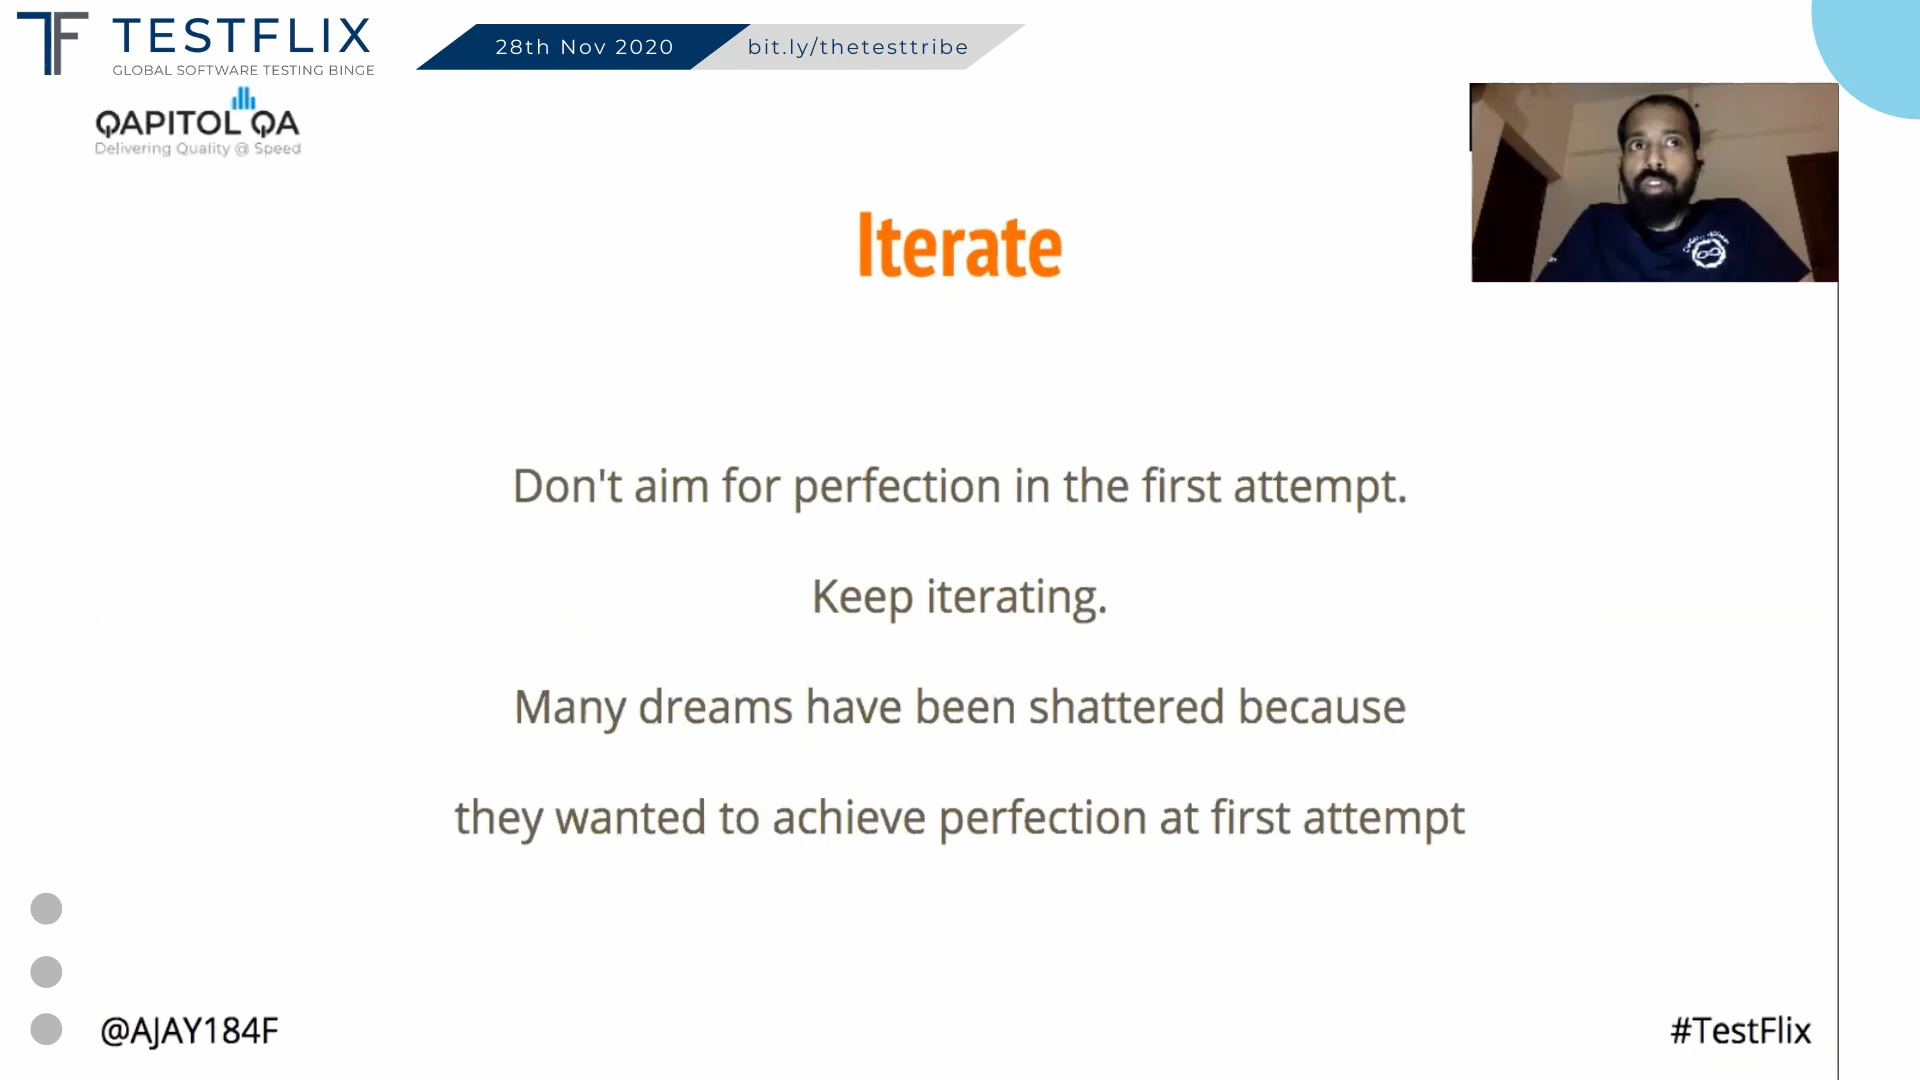 TF TESTFLIX
GLOBAL SOFTWARE TESTING BINGE
28th Nov 2020
bit.ly/thetesttribe
QAPITOL QA
Delivering Quality @ Speed
Iterate
Don't aim for perfection in the first attempt.
Keep iterating.
Many dreams have been shattered because
they wanted to achieve perfection at first attempt
@AJAY184F
#TestFlix